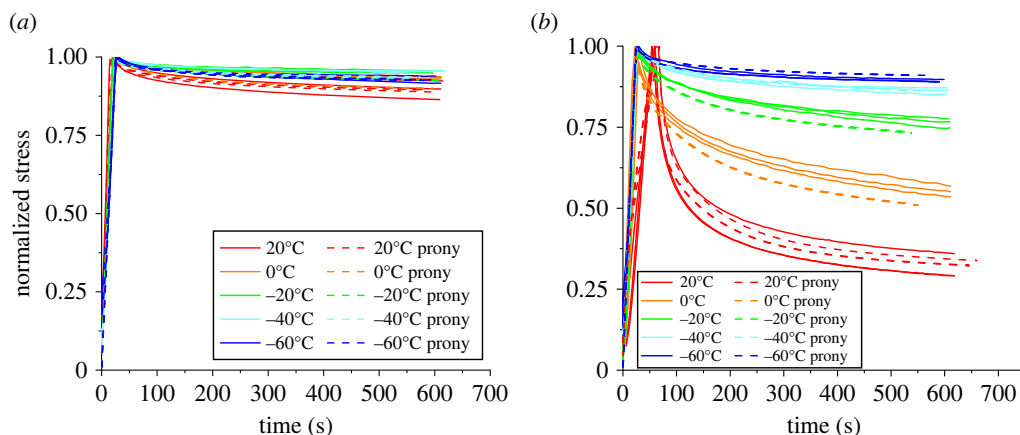 (a)
(b)
normalized stress
1.00
0.75
0.50
0.25
0
20°C
20°C prony
0°C
0°C prony
–20°C
–20°C prony
–40°C
–40°C prony
–60°C
–60°C prony
0 100 200 300 400 500 600 700
time (s)
1.00
0.75
0.50
0.25
0
20°C
20°C prony
0°C
0°C prony
–20°C
–20°C prony
–40°C
–40°C prony
–60°C
–60°C prony
0 100 200 300 400 500 600 700
time (s)